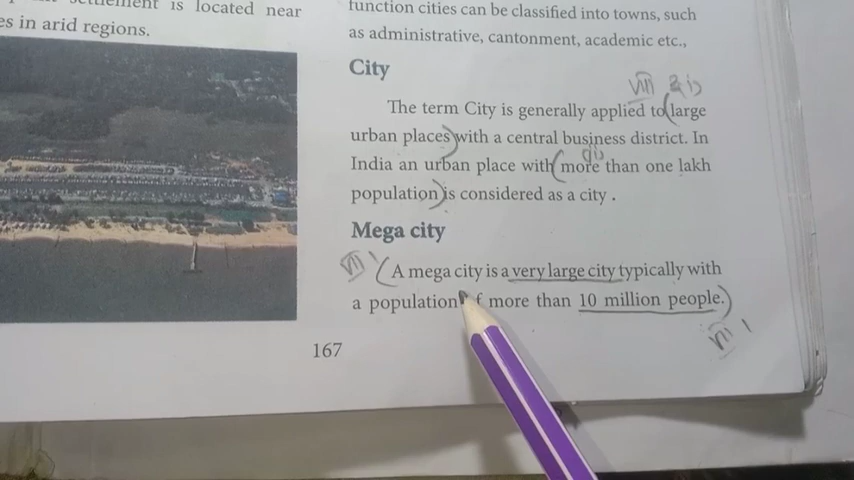 settlement is located near
es in arid regions.
function cities can be classified into towns, such
as administrative, cantonment, academic etc.,
City
The term City is generally applied to large
urban places with a central business district. In
India an urban place with more than one lakh
population is considered as a city .
Mega city
A mega city is a very large city typically with
a population of more than 10 million people.
167